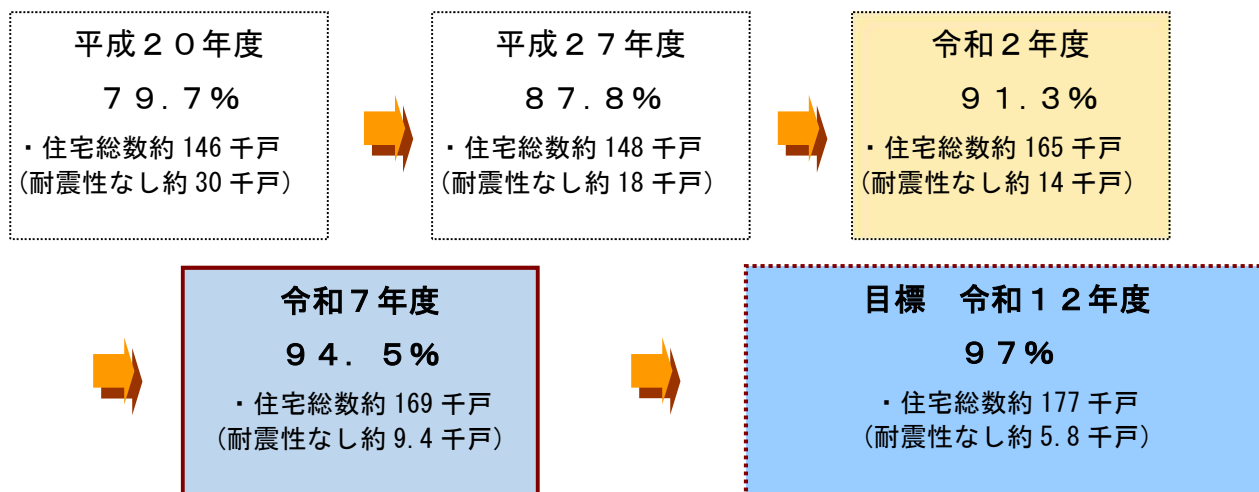 平成２０年度
７９.７%
・住宅総数約 146 千戸
(耐震性なし約 30 千戸)
平成２７年度
８７.８%
・住宅総数約 148 千戸
(耐震性なし約 18 千戸)
令和２年度
９１.３%
・住宅総数約 165 千戸
(耐震性なし約 14 千戸)
令和７年度
９４．５%
・住宅総数約 169 千戸
(耐震性なし約 9.4 千戸)
目標　令和１２年度
９７%
・住宅総数約 177 千戸
(耐震性なし約 5.8 千戸)